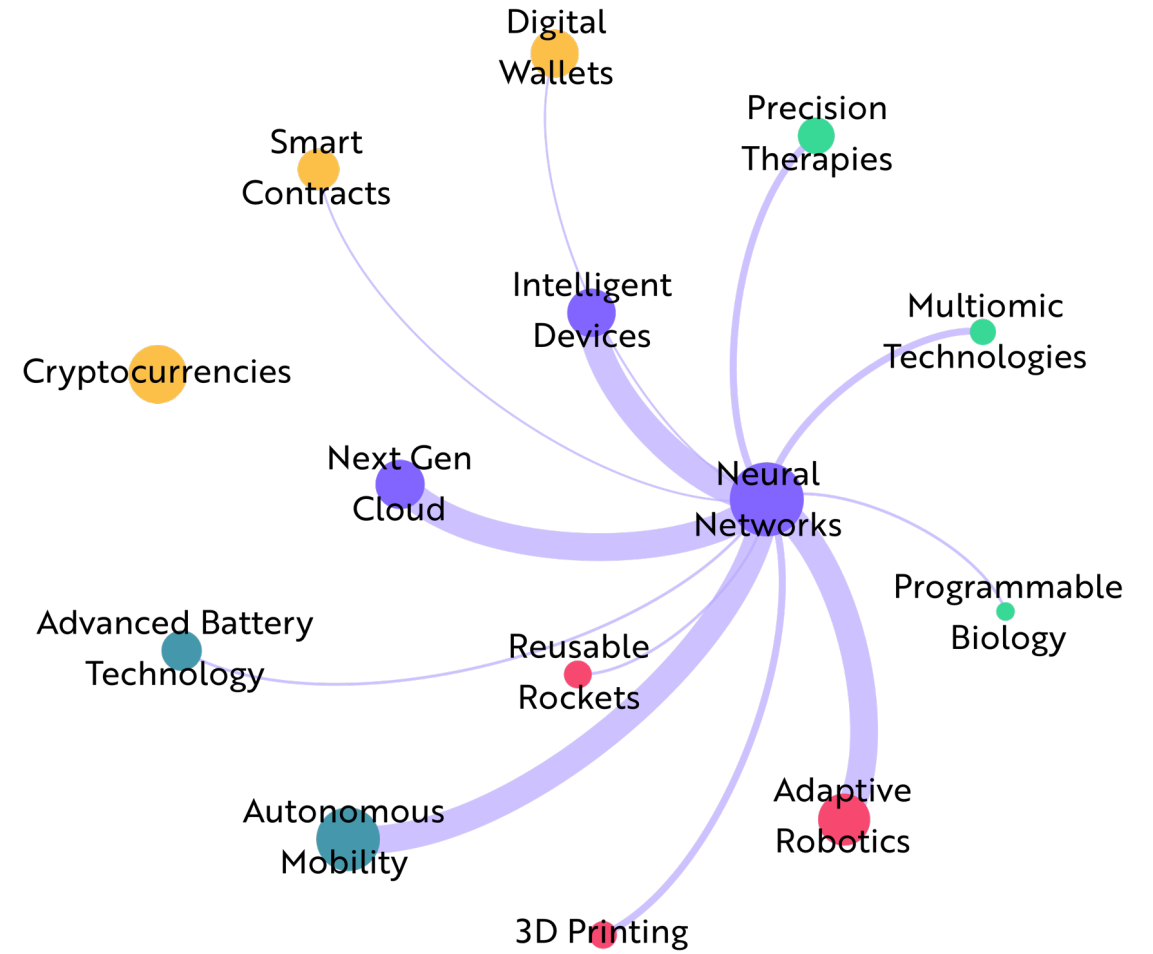 Digital
Wallets
Precision
Therapies
Smart
Contracts
Intelligent
Devices
Multiomic
Technologies
Cryptocurrencies
Next Gen
Cloud
Neural
Networks
Programmable
Biology
Advanced Battery
Technology
Reusable
Rockets
Autonomous
Mobility
Adaptive
Robotics
3D Printing